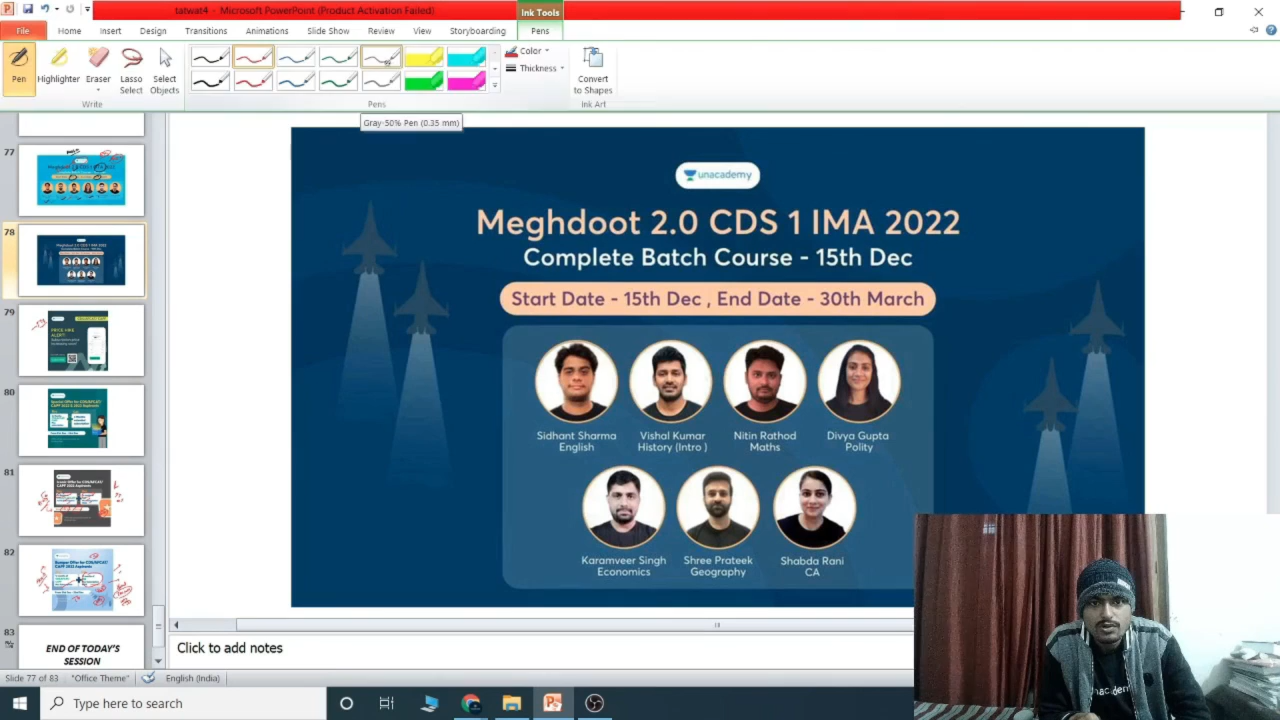 tatwat4 - Microsoft PowerPoint (Product Activation Failed)
Ink Tools
File Home Insert Design Transitions Animations Slide Show Review View Storyboarding Pens
Pen Highlighter Eraser Lasso Select Select Objects
Color
Thickness
Convert to Shapes
Write Pens Ink Art
Gray-50% Pen (0.35 mm)
77
78
79
80
81
82
83
PRICE HIKE
ALERT!
END OF TODAY'S
SESSION
unacademy
Meghdoot 2.0 CDS 1 IMA 2022
Complete Batch Course - 15th Dec
Start Date - 15th Dec , End Date - 30th March
Sidhant Sharma
English
Vishal Kumar
History (Intro )
Nitin Rathod
Maths
Divya Gupta
Polity
Karamveer Singh
Economics
Shree Prateek
Geography
Shabda Rani
CA
Click to add notes
Slide 77 of 83 "Office Theme" English (India)
Type here to search